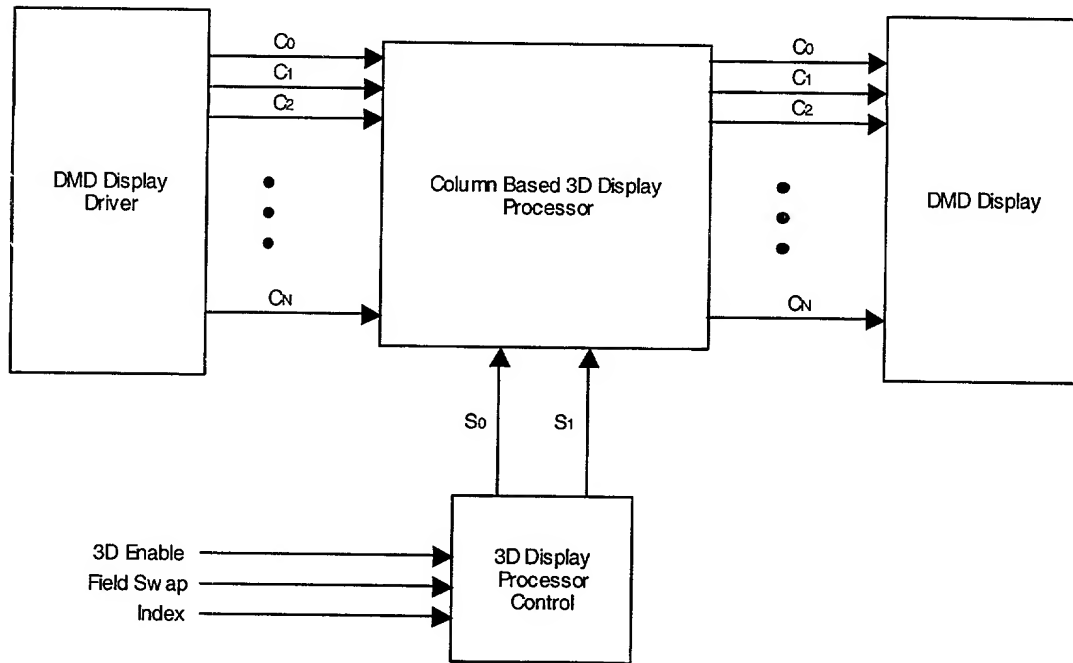 C0
C1
C2
CN
DMD Display
Driver
Column Based 3D Display
Processor
C0
C1
C2
CN
DMD Display
S0
S1
3D Enable
Field Swap
Index
3D Display
Processor
Control